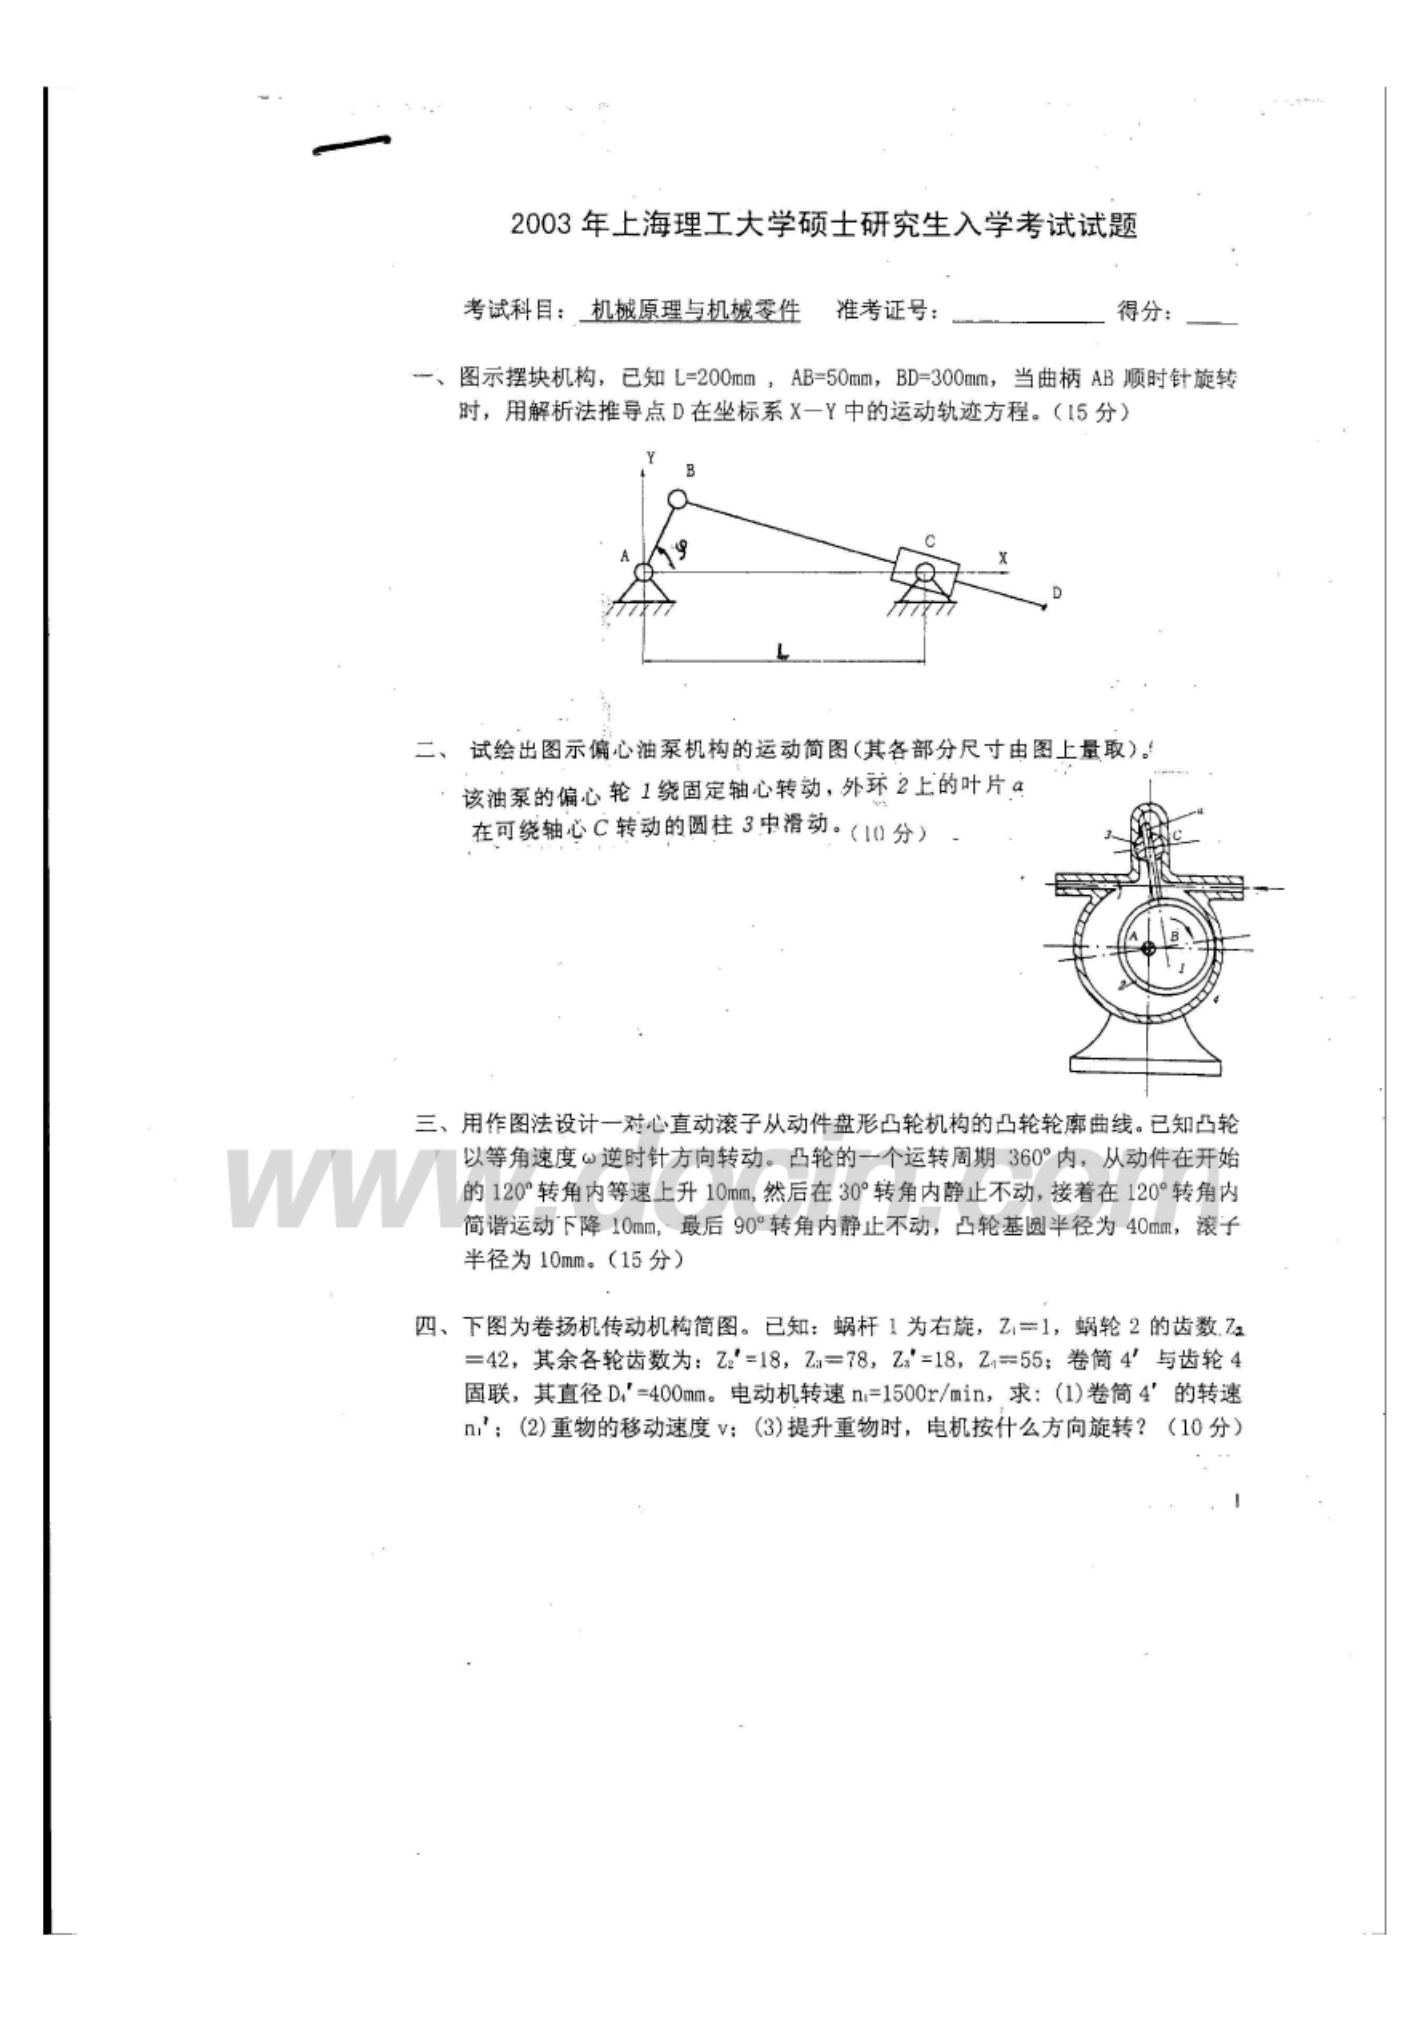 2003 年上海理工大学硕士研究生入学考试试题
考试科目： 机械原理与机械零件 准考证号： 得分：
一、图示摆块机构，已知 L=200mm , AB=50mm，BD=300mm，当曲柄 AB 顺时针旋转
时，用解析法推导点 D 在坐标系 X－Y 中的运动轨迹方程。（15 分）
Y
B
A
φ
C
X
D
L
二、 试绘出图示偏心油泵机构的运动简图（其各部分尺寸由图上量取）。
该油泵的偏心轮 1 绕固定轴心转动，外环 2 上的叶片 a
在可绕轴心 C 转动的圆柱 3 中滑动。（10 分）
a
3
C
A
B
1
2
4
三、用作图法设计一对心直动滚子从动件盘形凸轮机构的凸轮轮廓曲线。已知凸轮
以等角速度ω逆时针方向转动。凸轮的一个运转周期 360°内，从动件在开始
的 120°转角内等速上升 10mm,然后在 30°转角内静止不动，接着在 120°转角内
简谐运动下降 10mm, 最后 90°转角内静止不动，凸轮基圆半径为 40mm，滚子
半径为 10mm。（15 分）
四、下图为卷扬机传动机构简图。已知：蜗杆 1 为右旋，Z₁＝1，蜗轮 2 的齿数 Z₂
＝42，其余各轮齿数为：Z₂'=18，Z₃＝78，Z₃'=18，Z₄＝55；卷筒 4' 与齿轮 4
固联，其直径 D₄'=400mm。电动机转速 n₁=1500r/min，求：(1)卷筒 4' 的转速
n₄'；(2)重物的移动速度 v；(3)提升重物时，电机按什么方向旋转？（10 分）
1
www.docin.com